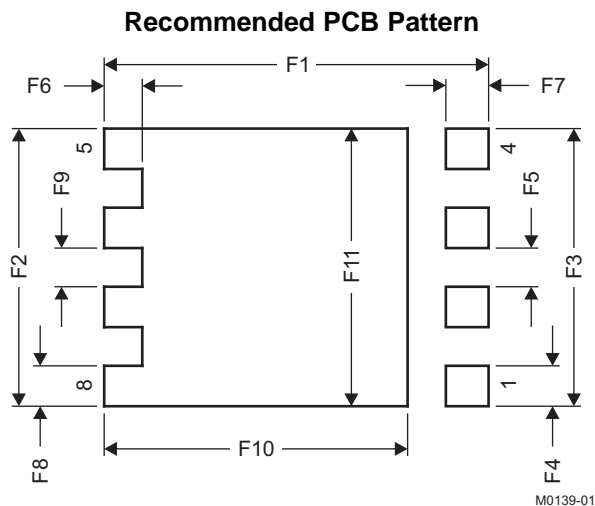 Recommended PCB Pattern
F1
F6
F7
5
4
F9
F5
F2
F11
F3
8
1
F10
F8
F4
M0139-01